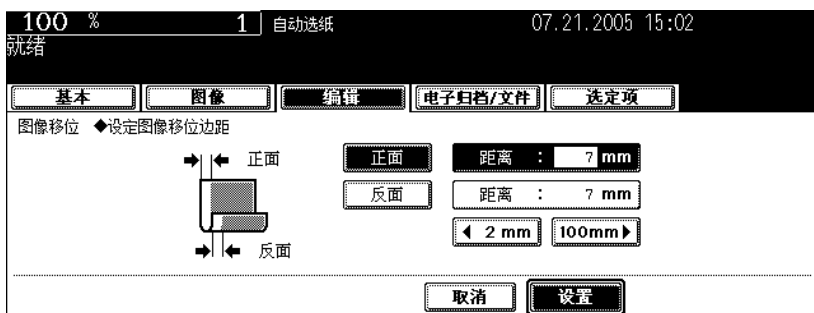 100 % 1 自动选纸 07.21.2005 15:02
就绪
基本 图像 编辑 电子归档/文件 选定项
图像移位 ◆设定图像移位边距
正面 正面 距离 : 7 mm
反面 距离 : 7 mm
2 mm 100mm
反面
取消 设置